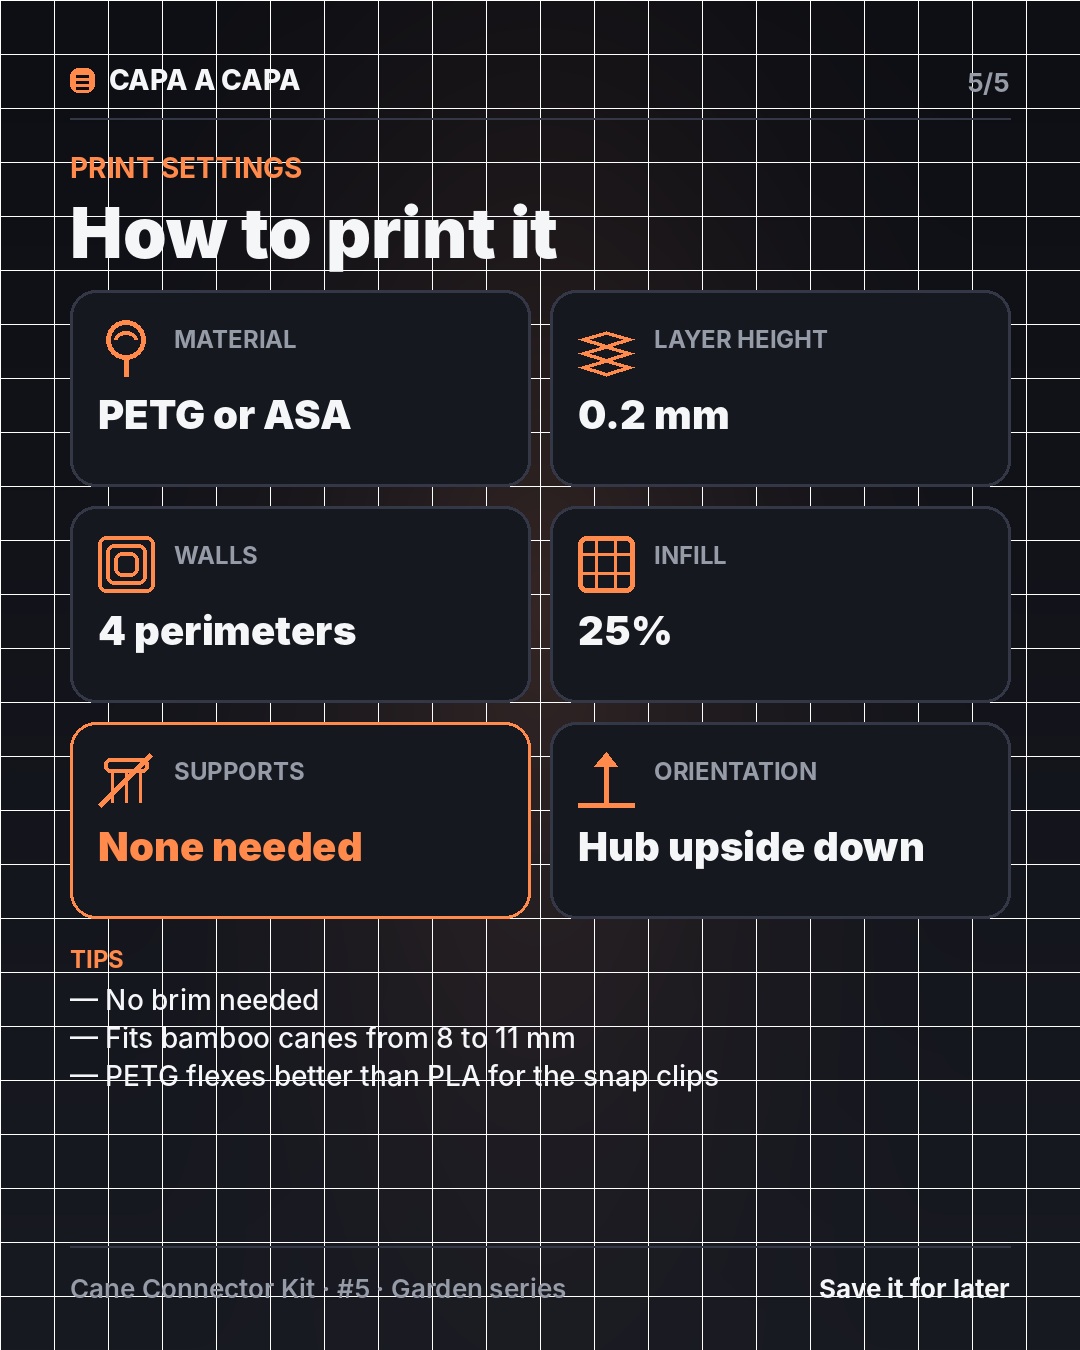 CAPA A CAPA
5/5
PRINT SETTINGS
How to print it
MATERIAL
PETG or ASA
LAYER HEIGHT
0.2 mm
WALLS
4 perimeters
INFILL
25%
SUPPORTS
None needed
ORIENTATION
Hub upside down
TIPS
— No brim needed
— Fits bamboo canes from 8 to 11 mm
— PETG flexes better than PLA for the snap clips
Cane Connector Kit · #5 · Garden series
Save it for later